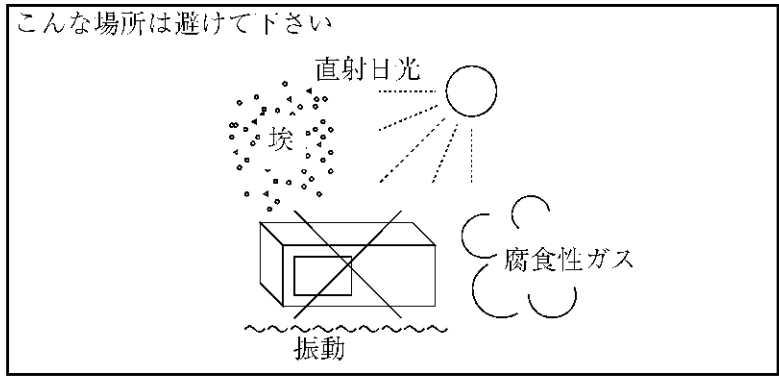 こんな場所は避けて下さい
直射日光
埃
腐食性ガス
振動